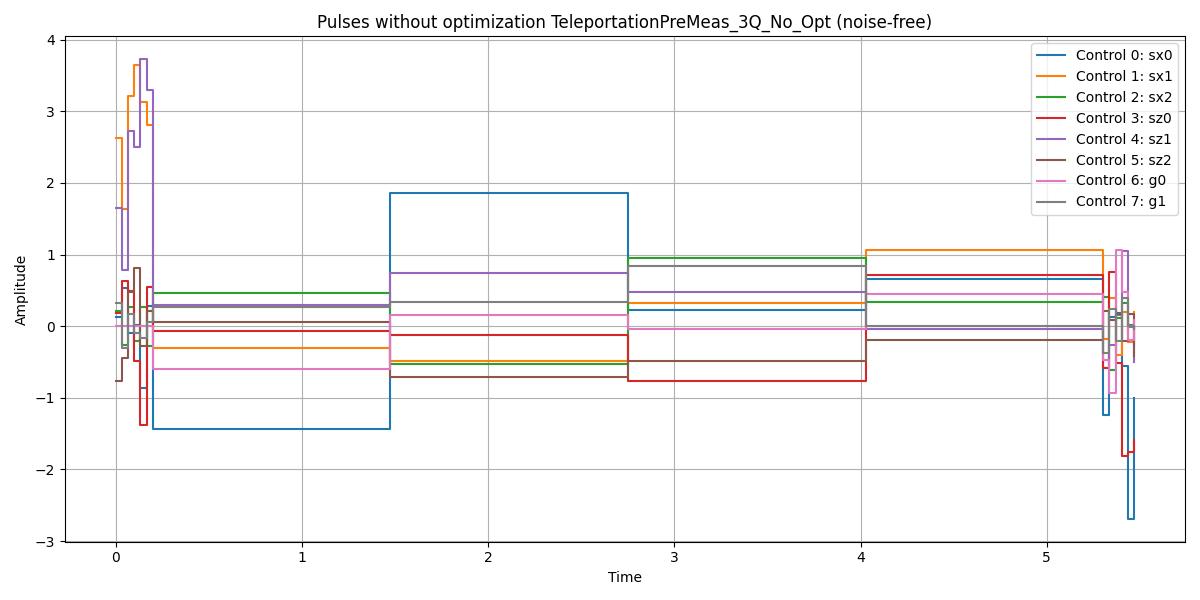 Pulses without optimization TeleportationPreMeas_3Q_No_Opt (noise-free)
4
3
2
1
0
−1
−2
−3
Amplitude
Control 0: sx0
Control 1: sx1
Control 2: sx2
Control 3: sz0
Control 4: sz1
Control 5: sz2
Control 6: g0
Control 7: g1
0
1
2
3
4
5
Time